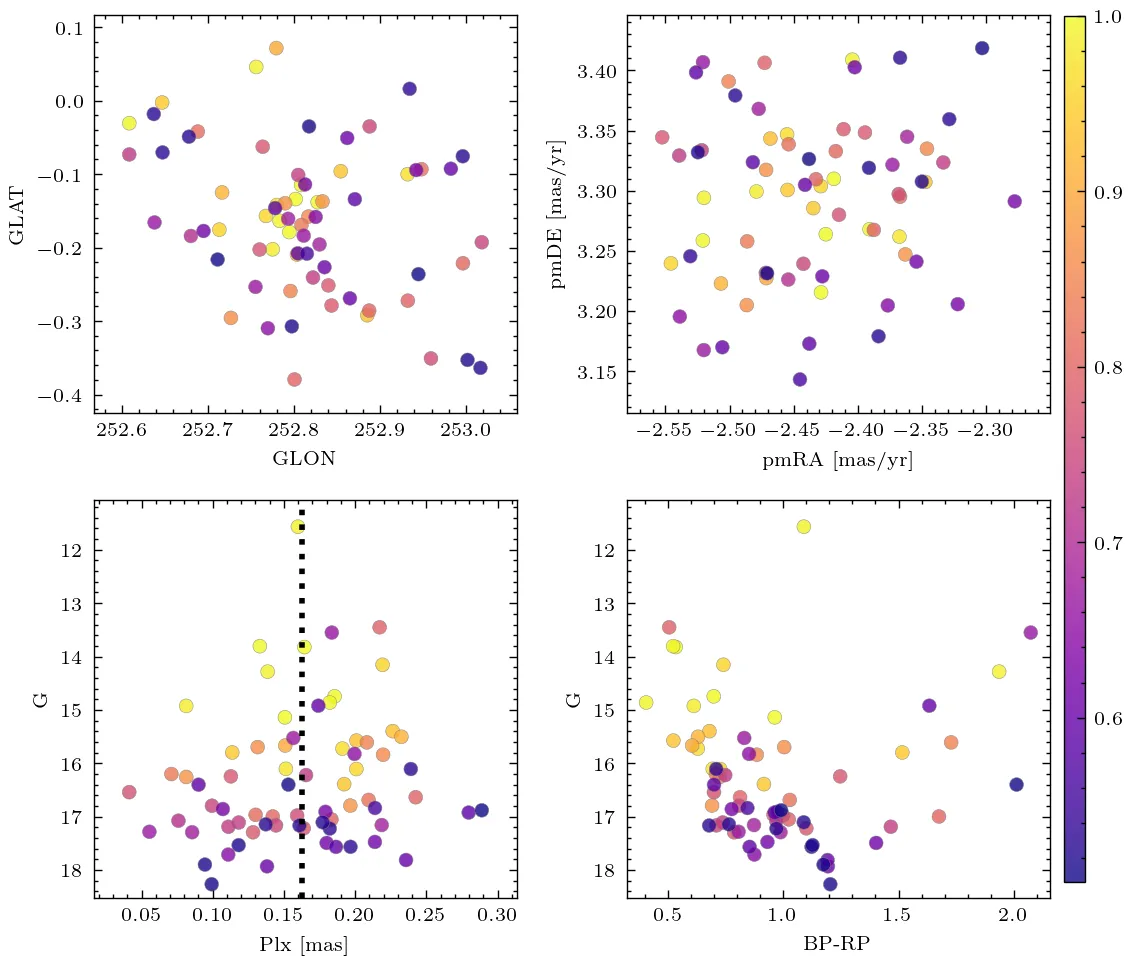 0.1
0.0
−0.1
−0.2
−0.3
−0.4
GLAT
252.6 252.7 252.8 252.9 253.0
GLON
3.40
3.35
3.30
3.25
3.20
3.15
pmDE [mas/yr]
−2.55 −2.50 −2.45 −2.40 −2.35 −2.30
pmRA [mas/yr]
12
13
14
15
16
17
18
G
0.05 0.10 0.15 0.20 0.25 0.30
Plx [mas]
12
13
14
15
16
17
18
G
0.5 1.0 1.5 2.0
BP-RP
1.0
0.9
0.8
0.7
0.6